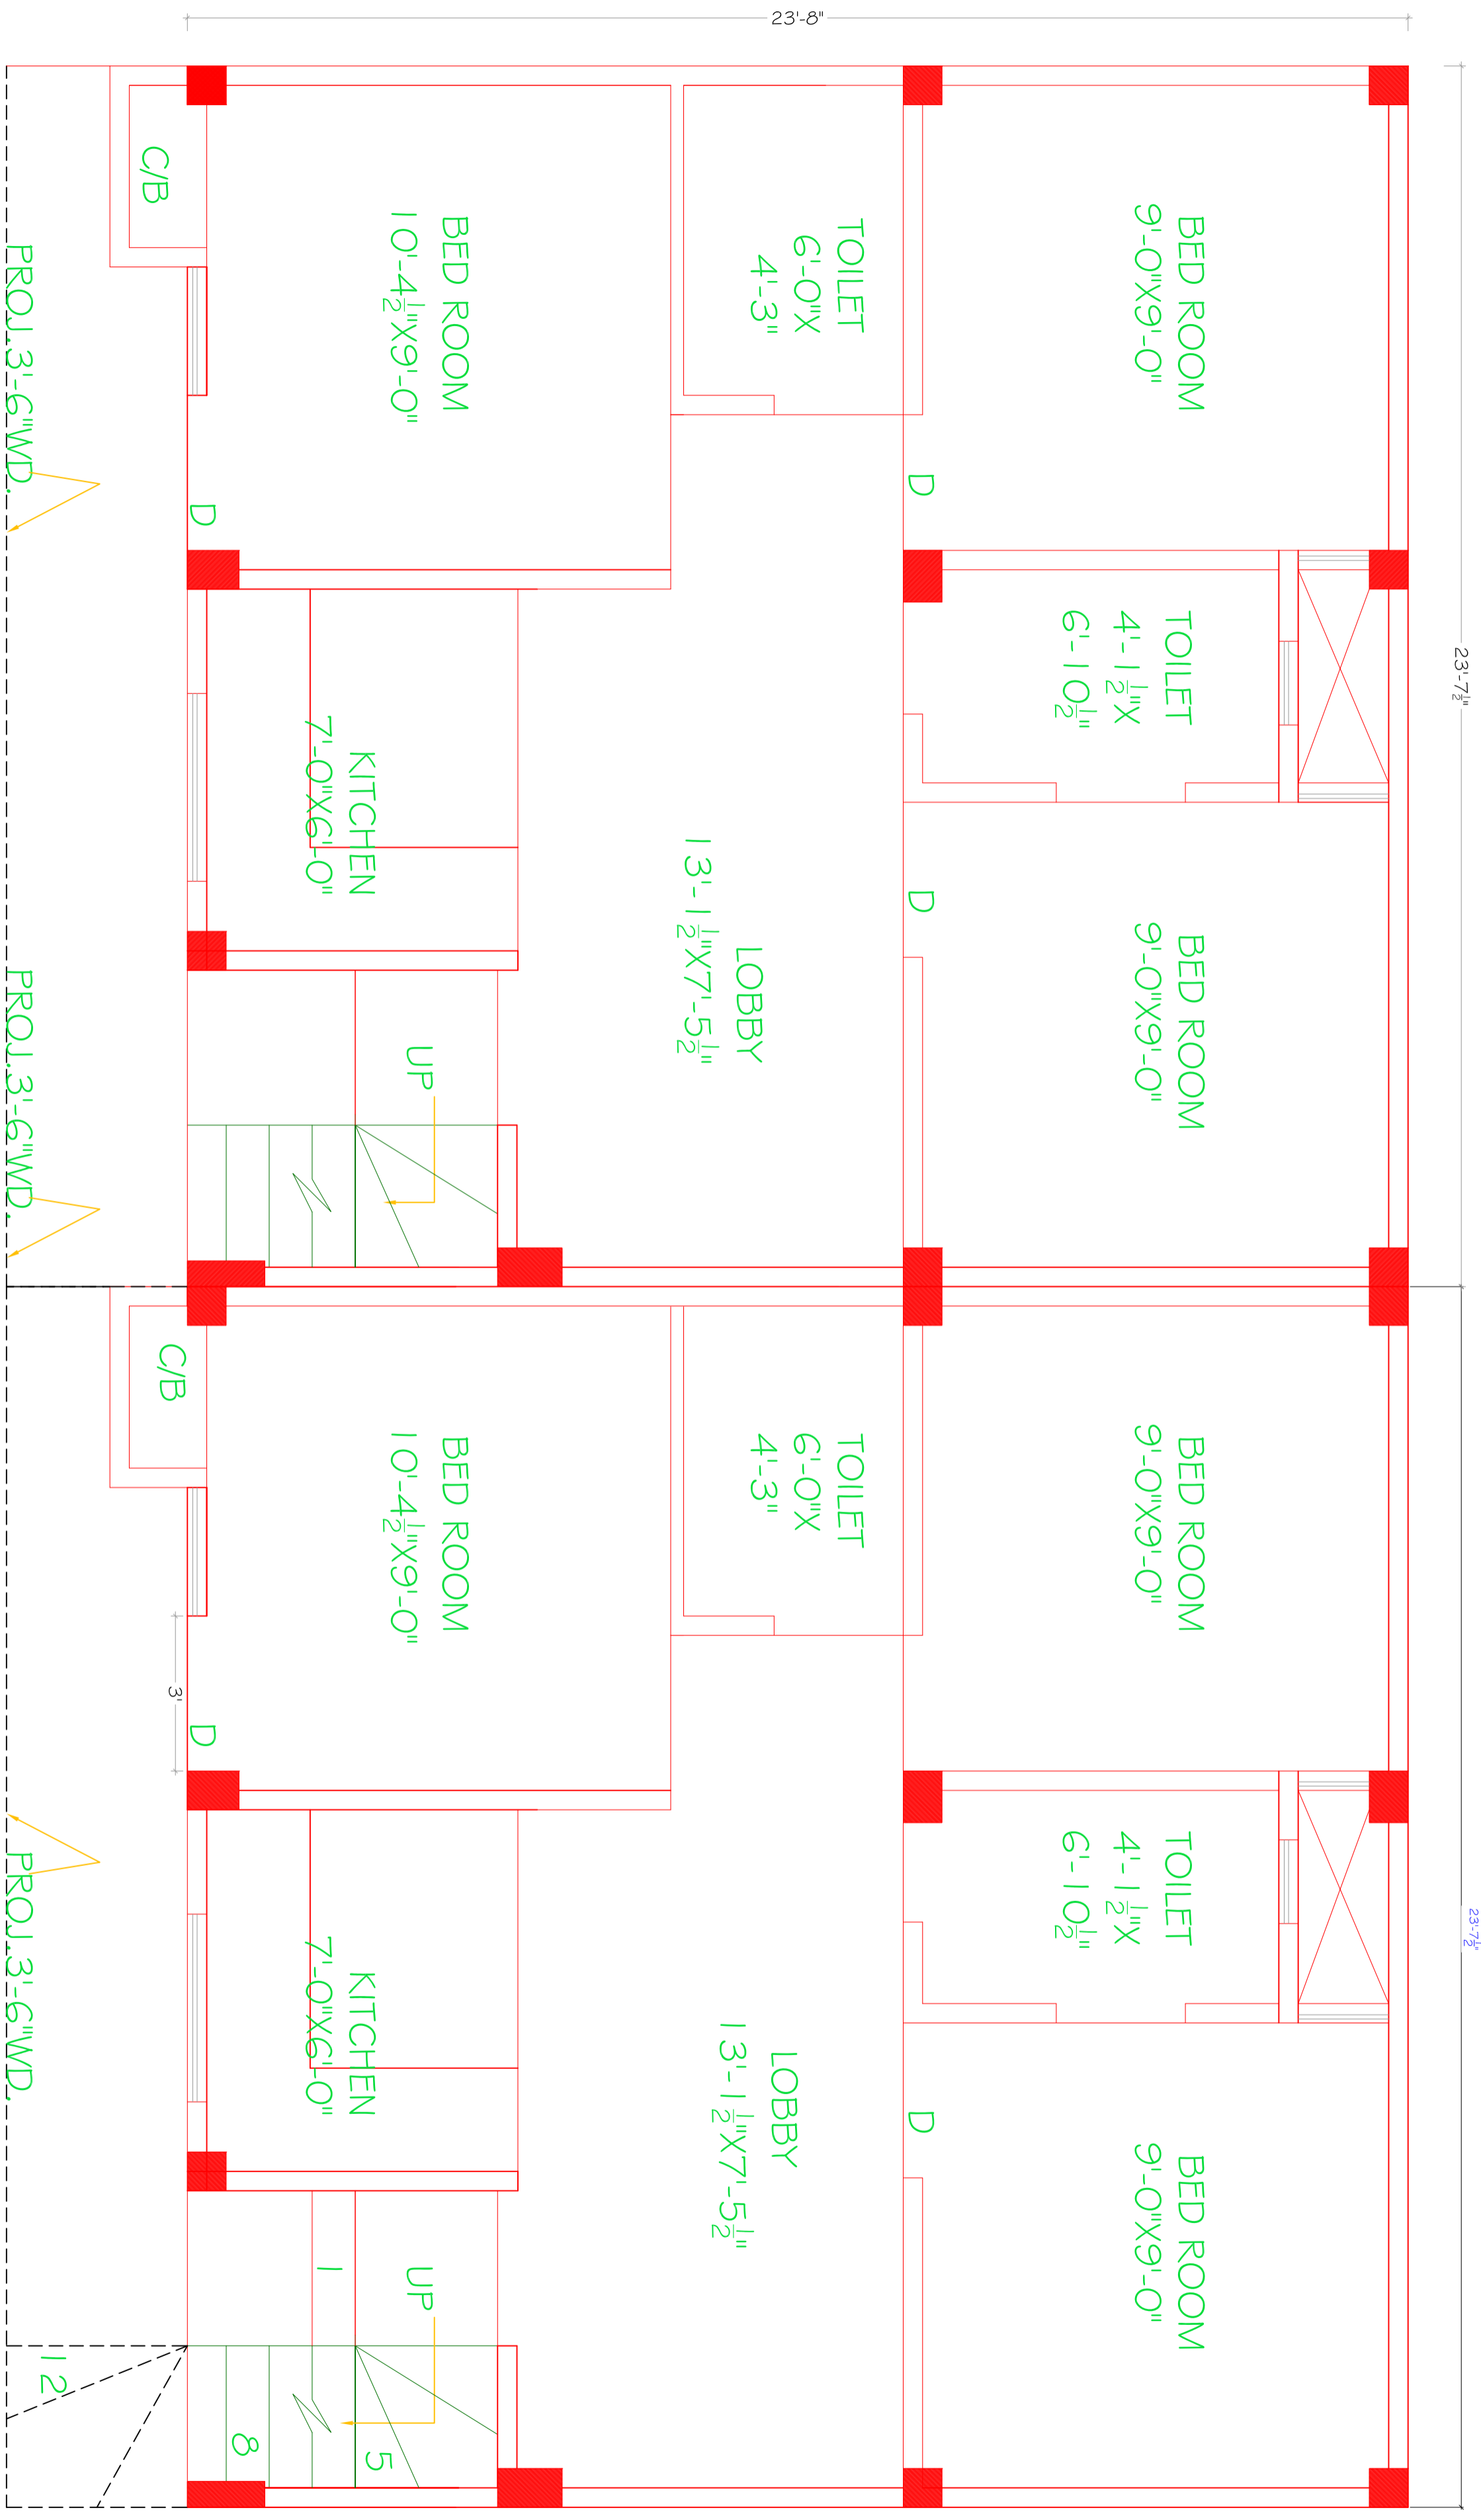 23'-8"
23'-7½"
23'-7½"
BED ROOM
9'-0"X9'-0"
TOILET
6'-0"X
4'-3"
BED ROOM
10'-4½"X9'-0"
C/B
PROJ.3'-6"WD.
D
D
TOILET
4'-1½"X
6'-10½"
KITCHEN
7'-0"X6'-0"
BED ROOM
9'-0"X9'-0"
D
LOBBY
13'-1½"X7'-5½"
UP
PROJ.3'-6"WD.
BED ROOM
9'-0"X9'-0"
TOILET
6'-0"X
4'-3"
BED ROOM
10'-4½"X9'-0"
C/B
3'
D
TOILET
4'-1½"X
6'-10½"
KITCHEN
7'-0"X6'-0"
PROJ.3'-6"WD.
BED ROOM
9'-0"X9'-0"
D
LOBBY
13'-1½"X7'-5½"
UP
1
5
8
12